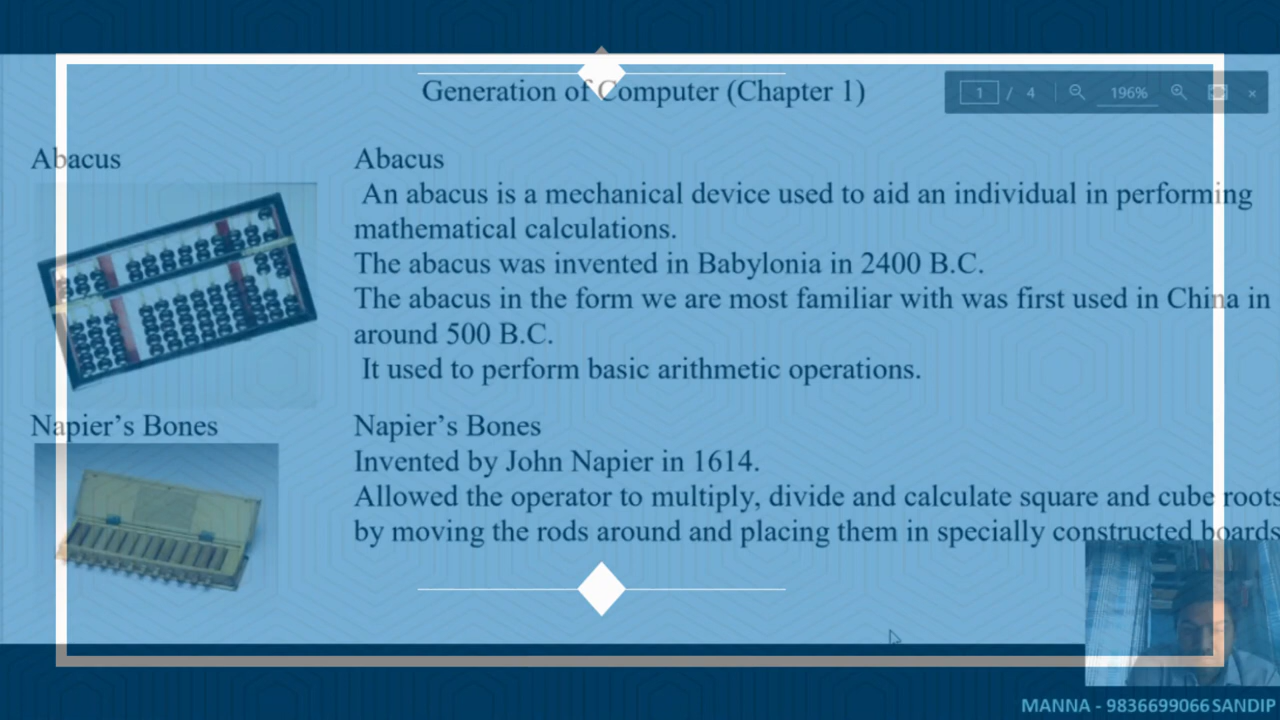 Generation of Computer (Chapter 1)
1 / 4 196% ×
Abacus
Abacus
An abacus is a mechanical device used to aid an individual in performing
mathematical calculations.
The abacus was invented in Babylonia in 2400 B.C.
The abacus in the form we are most familiar with was first used in China in
around 500 B.C.
It used to perform basic arithmetic operations.
Napier’s Bones
Napier’s Bones
Invented by John Napier in 1614.
Allowed the operator to multiply, divide and calculate square and cube roots
by moving the rods around and placing them in specially constructed boards
MANNA - 9836699066 SANDIP